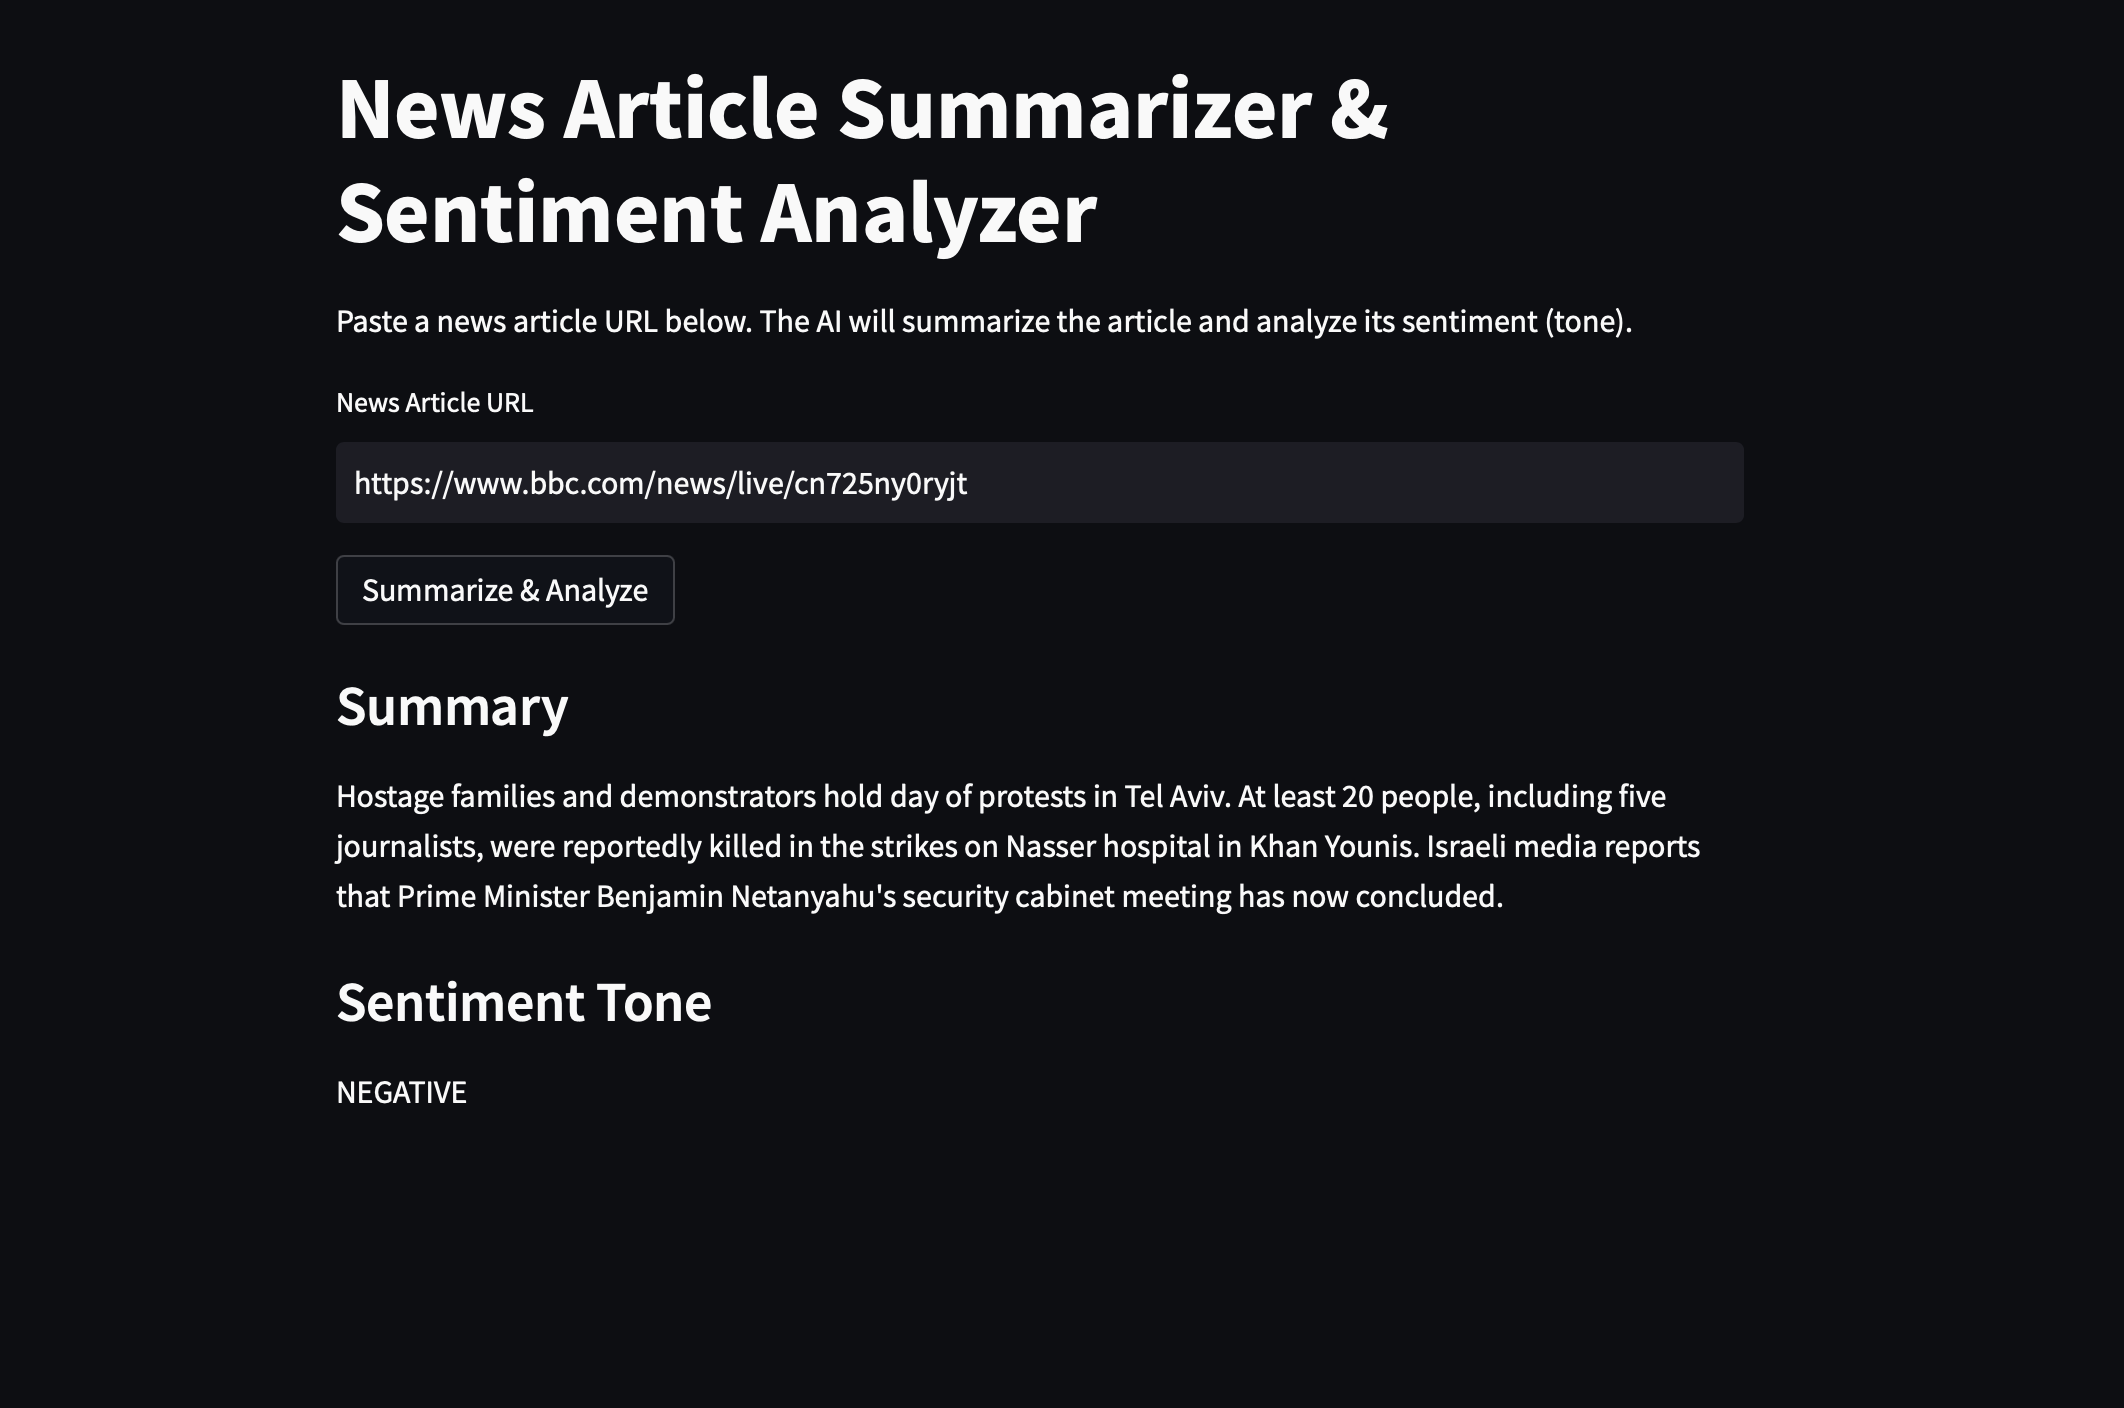 News Article Summarizer &
Sentiment Analyzer
Paste a news article URL below. The AI will summarize the article and analyze its sentiment (tone).
News Article URL
https://www.bbc.com/news/live/cn725ny0ryjt
Summarize & Analyze
Summary
Hostage families and demonstrators hold day of protests in Tel Aviv. At least 20 people, including five
journalists, were reportedly killed in the strikes on Nasser hospital in Khan Younis. Israeli media reports
that Prime Minister Benjamin Netanyahu's security cabinet meeting has now concluded.
Sentiment Tone
NEGATIVE